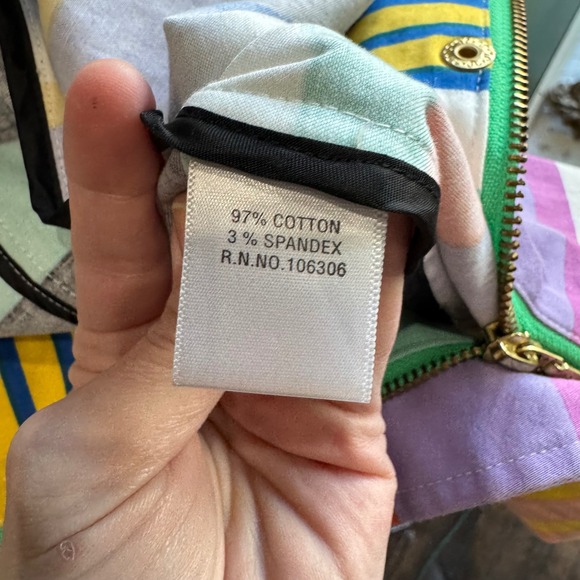 97% COTTON
3 % SPANDEX
R.N.NO.106306